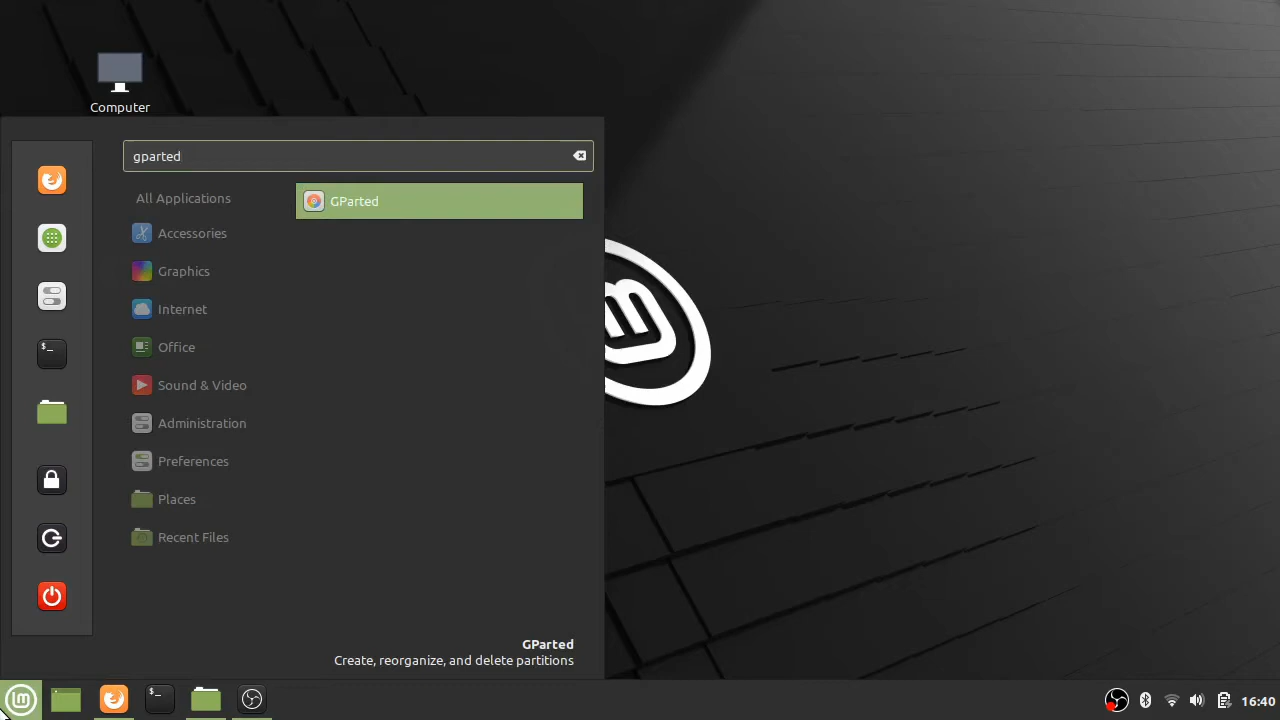 Computer
gparted
All Applications
GParted
Accessories
Graphics
Internet
Office
Sound & Video
Administration
Preferences
Places
Recent Files
GParted
Create, reorganize, and delete partitions
16:40